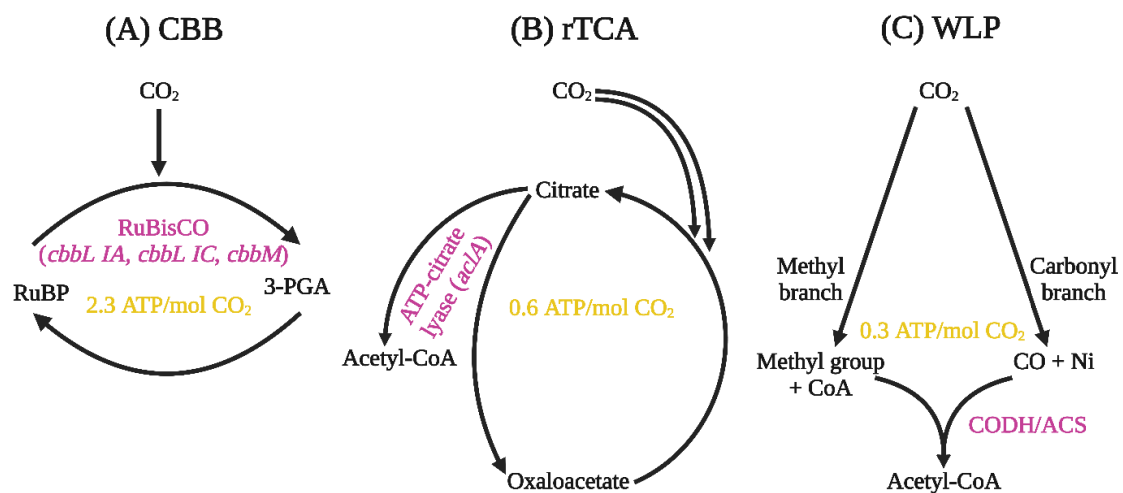 (A) CBB
CO₂
RuBisCO
(cbbL IA, cbbL IC, cbbM)
RuBP
3-PGA
2.3 ATP/mol CO₂
(B) rTCA
CO₂
Citrate
ATP-citrate
lyase (aclA)
0.6 ATP/mol CO₂
Acetyl-CoA
Oxaloacetate
(C) WLP
CO₂
Methyl
branch
Carbonyl
branch
0.3 ATP/mol CO₂
Methyl group
+ CoA
CO + Ni
CODH/ACS
Acetyl-CoA